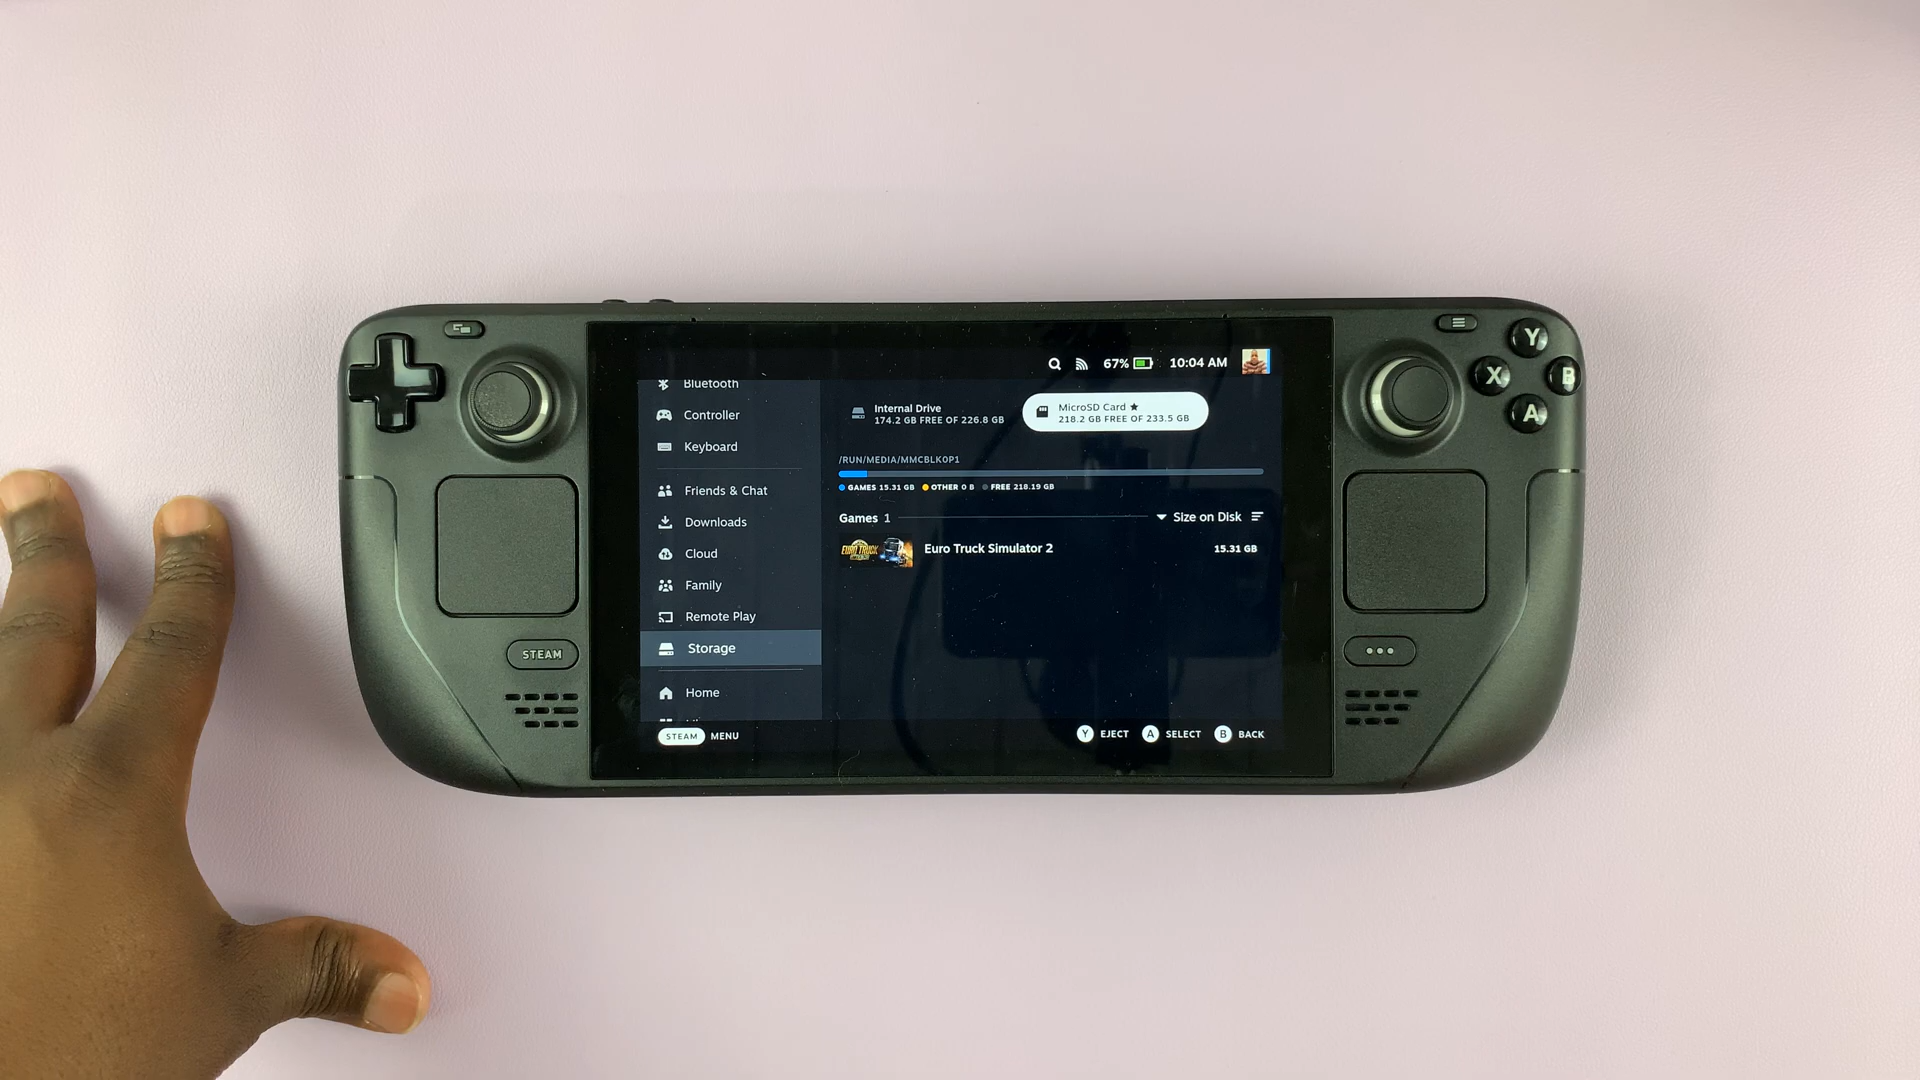 67% 10:04 AM
Bluetooth
Controller
Keyboard
Friends & Chat
Downloads
Cloud
Family
Remote Play
Storage
Home
Internal Drive
174.2 GB FREE OF 226.8 GB
MicroSD Card ★
218.2 GB FREE OF 233.5 GB
/RUN/MEDIA/MMCBLK0P1
GAMES 15.31 GB OTHER 0 B FREE 218.19 GB
Games 1 Size on Disk
EURO TRUCK
Euro Truck Simulator 2 15.31 GB
STEAM MENU
Y EJECT A SELECT B BACK
STEAM
Y
X
B
A